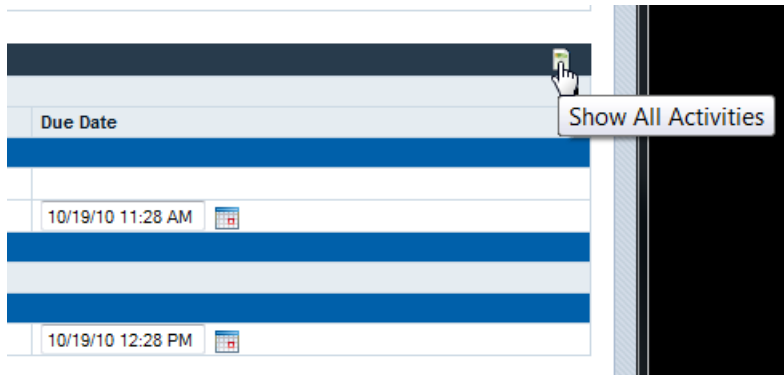 Due Date
Show All Activities
10/19/10 11:28 AM
10/19/10 12:28 PM